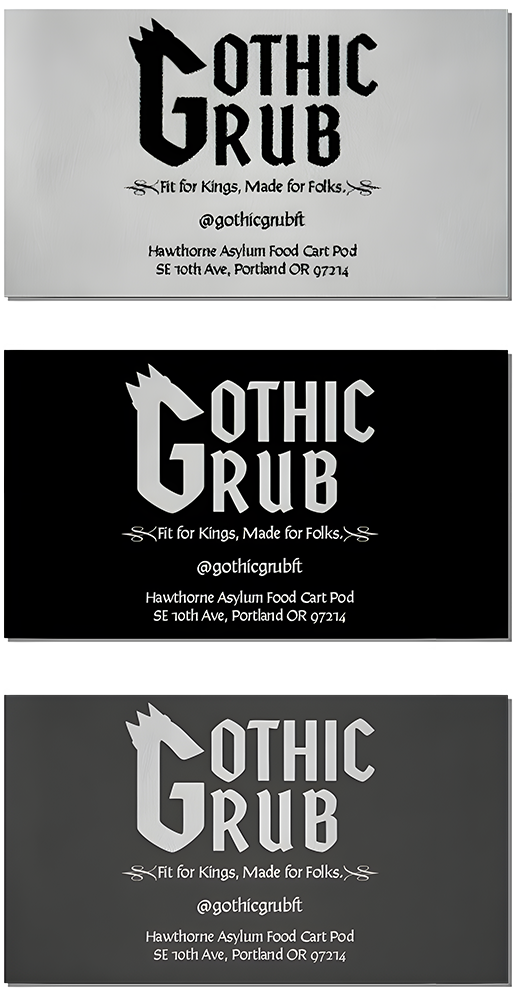 GOTHIC
GRUB
Fit for Kings, Made for Folks.
@gothicgrubft
Hawthorne Asylum Food Cart Pod
SE 10th Ave, Portland OR 97214
GOTHIC
GRUB
Fit for Kings, Made for Folks.
@gothicgrubft
Hawthorne Asylum Food Cart Pod
SE 10th Ave, Portland OR 97214
GOTHIC
GRUB
Fit for Kings, Made for Folks.
@gothicgrubft
Hawthorne Asylum Food Cart Pod
SE 10th Ave, Portland OR 97214